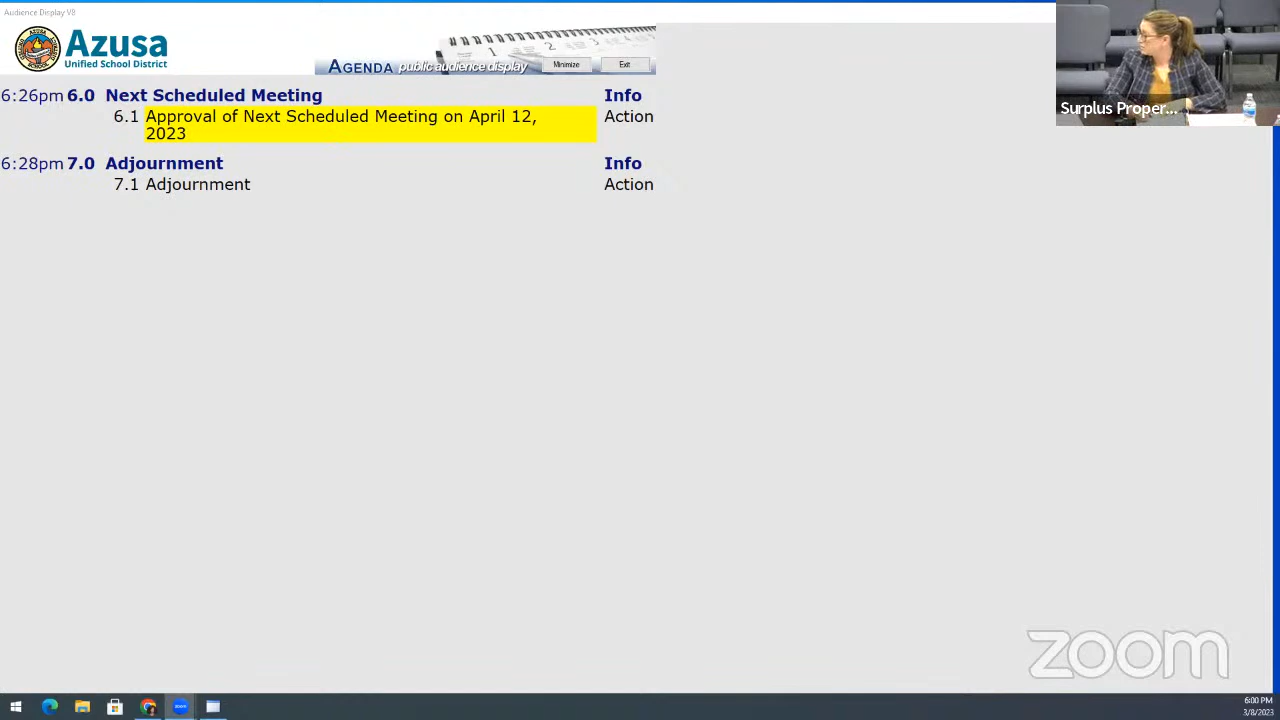 Audience Display V8
Azusa
Unified School District
AGENDA public audience display
Minimize
Exit
6:26pm 6.0 Next Scheduled Meeting Info
6.1 Approval of Next Scheduled Meeting on April 12, Action
2023
6:28pm 7.0 Adjournment Info
7.1 Adjournment Action
Surplus Proper...
zoom
6:00 PM
3/8/2023